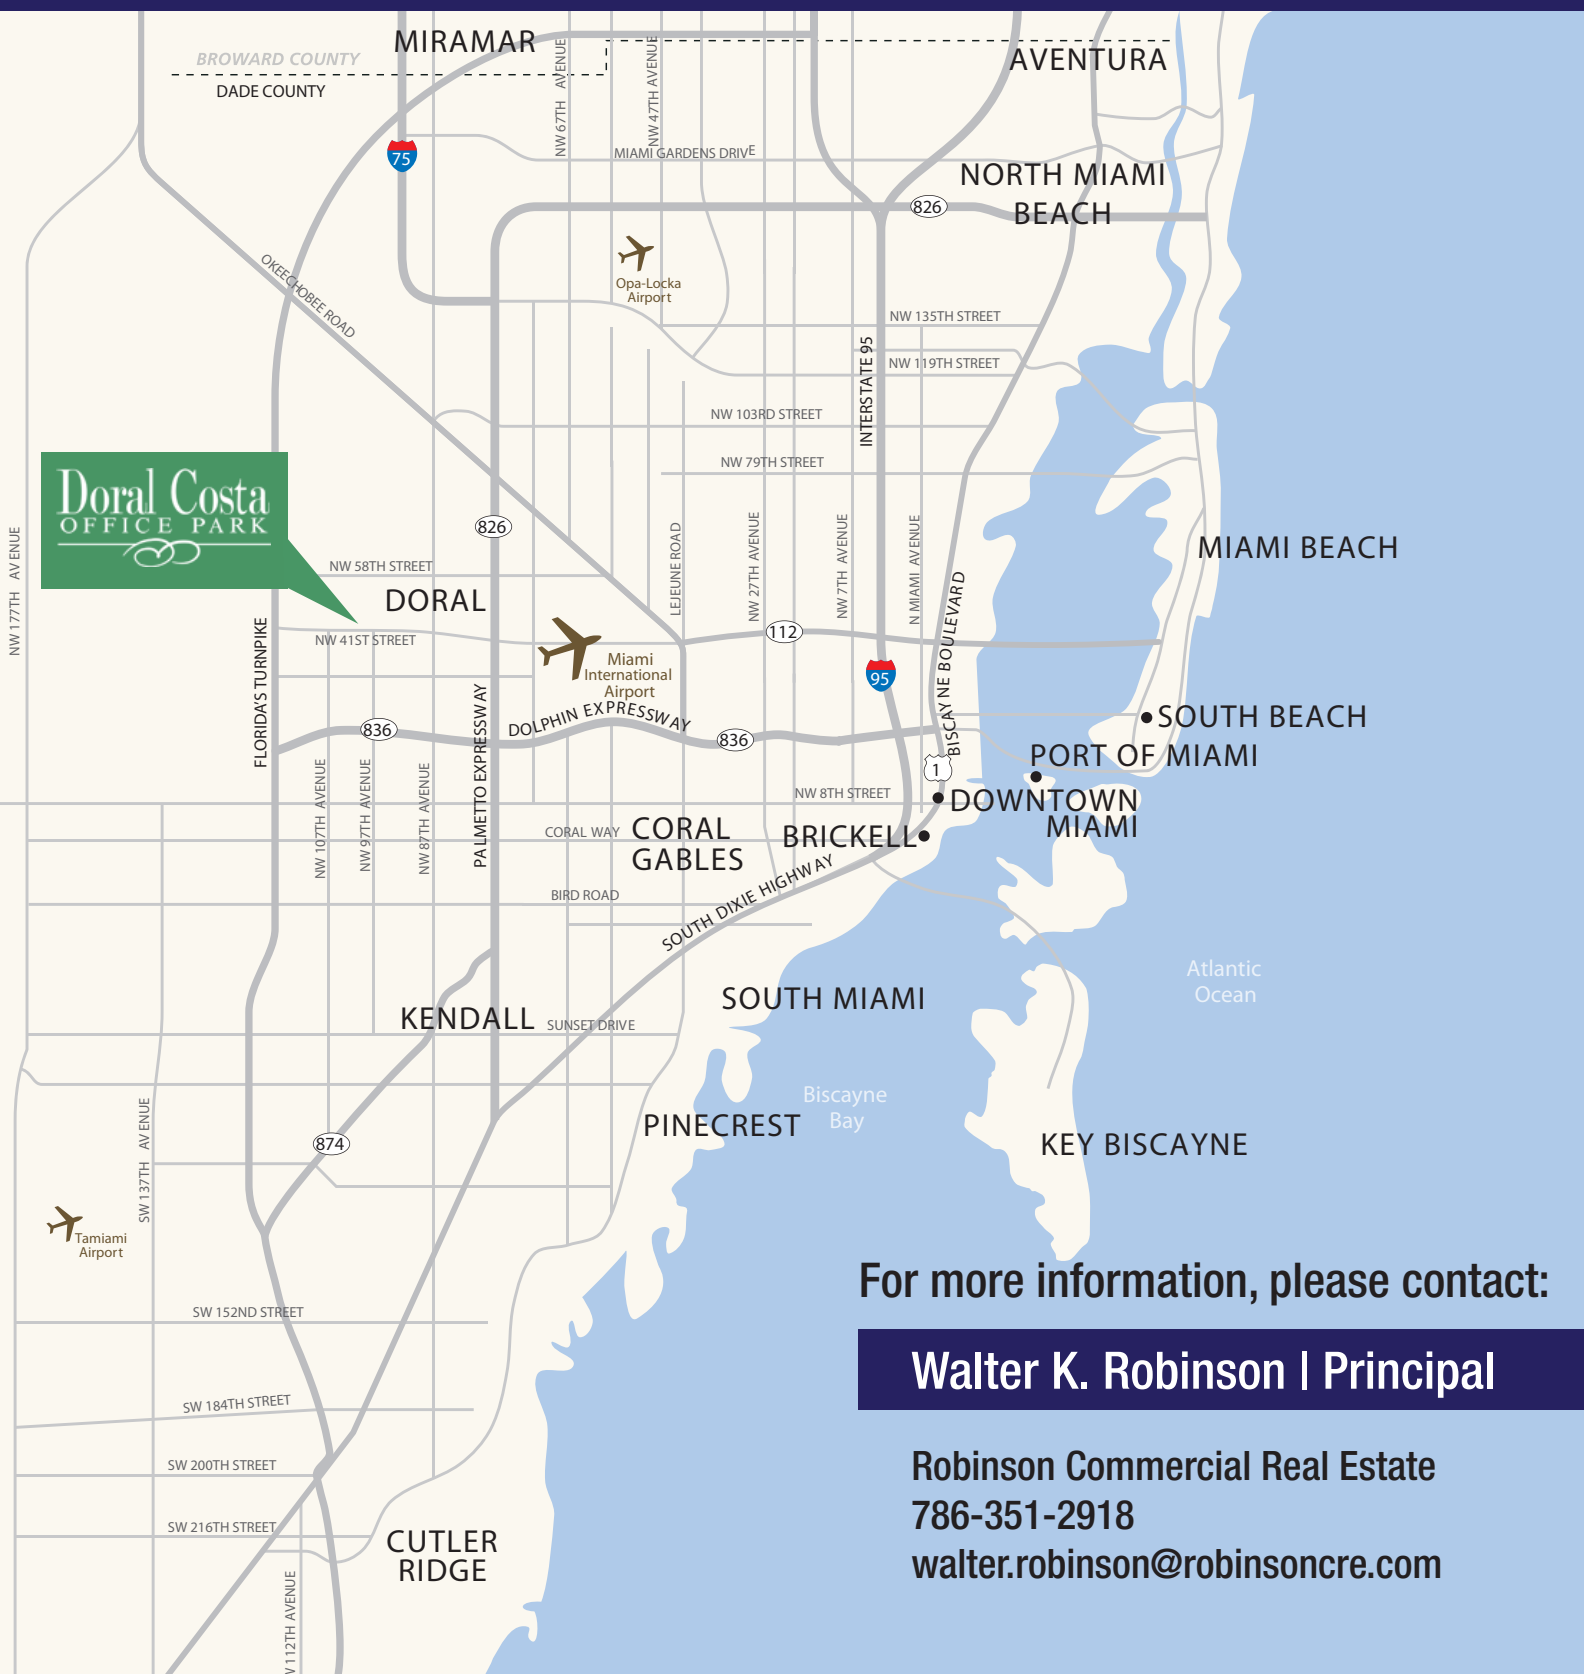 MIRAMAR
BROWARD COUNTY
DADE COUNTY
AVENTURA
NW 67TH AVENUE
NW 47TH AVENUE
75
MIAMI GARDENS DRIVE
NORTH MIAMI
BEACH
826
OKEECHOBEE ROAD
Opa-Locka
Airport
NW 135TH STREET
INTERSTATE 95
NW 119TH STREET
NW 103RD STREET
NW 79TH STREET
Doral Costa
OFFICE PARK
826
NW 177TH AVENUE
LEJEUNE ROAD
NW 27TH AVENUE
NW 7TH AVENUE
N MIAMI AVENUE
MIAMI BEACH
NW 58TH STREET
DORAL
BISCAYNE BOULEVARD
FLORIDA'S TURNPIKE
NW 41ST STREET
112
Miami
International
Airport
95
PALMETTO EXPRESSWAY
DOLPHIN EXPRESSWAY
836
836
SOUTH BEACH
PORT OF MIAMI
1
NW 107TH AVENUE
NW 97TH AVENUE
NW 87TH AVENUE
NW 8TH STREET
DOWNTOWN
MIAMI
CORAL WAY
CORAL
GABLES
BRICKELL
BIRD ROAD
SOUTH DIXIE HIGHWAY
Atlantic
Ocean
SOUTH MIAMI
KENDALL
SUNSET DRIVE
Biscayne
Bay
PINECREST
KEY BISCAYNE
874
SW 137TH AVENUE
Tamiami
Airport
SW 152ND STREET
SW 184TH STREET
SW 200TH STREET
SW 216TH STREET
CUTLER
RIDGE
112TH AVENUE
For more information, please contact:
Walter K. Robinson | Principal
Robinson Commercial Real Estate
786-351-2918
walter.robinson@robinsoncre.com